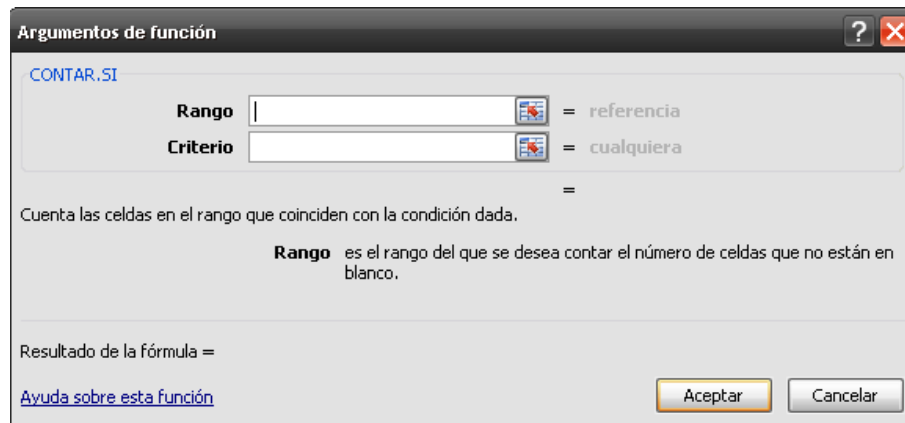 Argumentos de función
CONTAR.SI
Rango = referencia
Criterio = cualquiera
=
Cuenta las celdas en el rango que coinciden con la condición dada.
Rango es el rango del que se desea contar el número de celdas que no están en
blanco.
Resultado de la fórmula =
Ayuda sobre esta función
Aceptar Cancelar